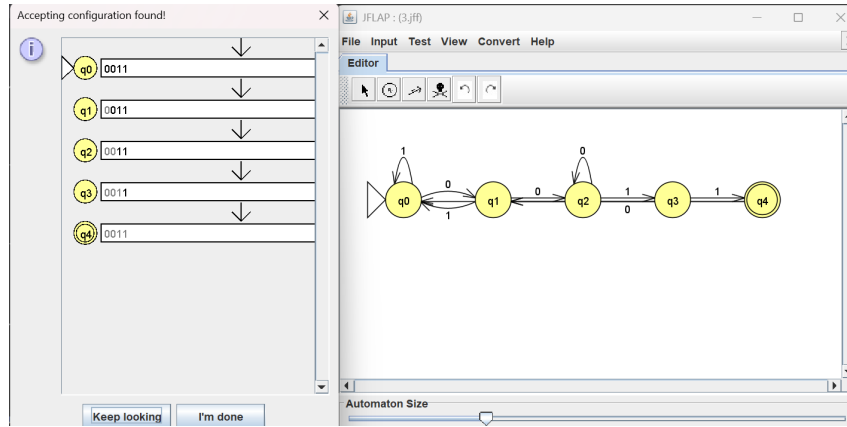 Accepting configuration found!
q0 0011
q1 0011
q2 0011
q3 0011
q4 0011
Keep looking I'm done
JFLAP : (3.jff)
File Input Test View Convert Help
Editor
1 0
0 0 1 1
q0 q1 q2 q3 q4
1 0
Automaton Size